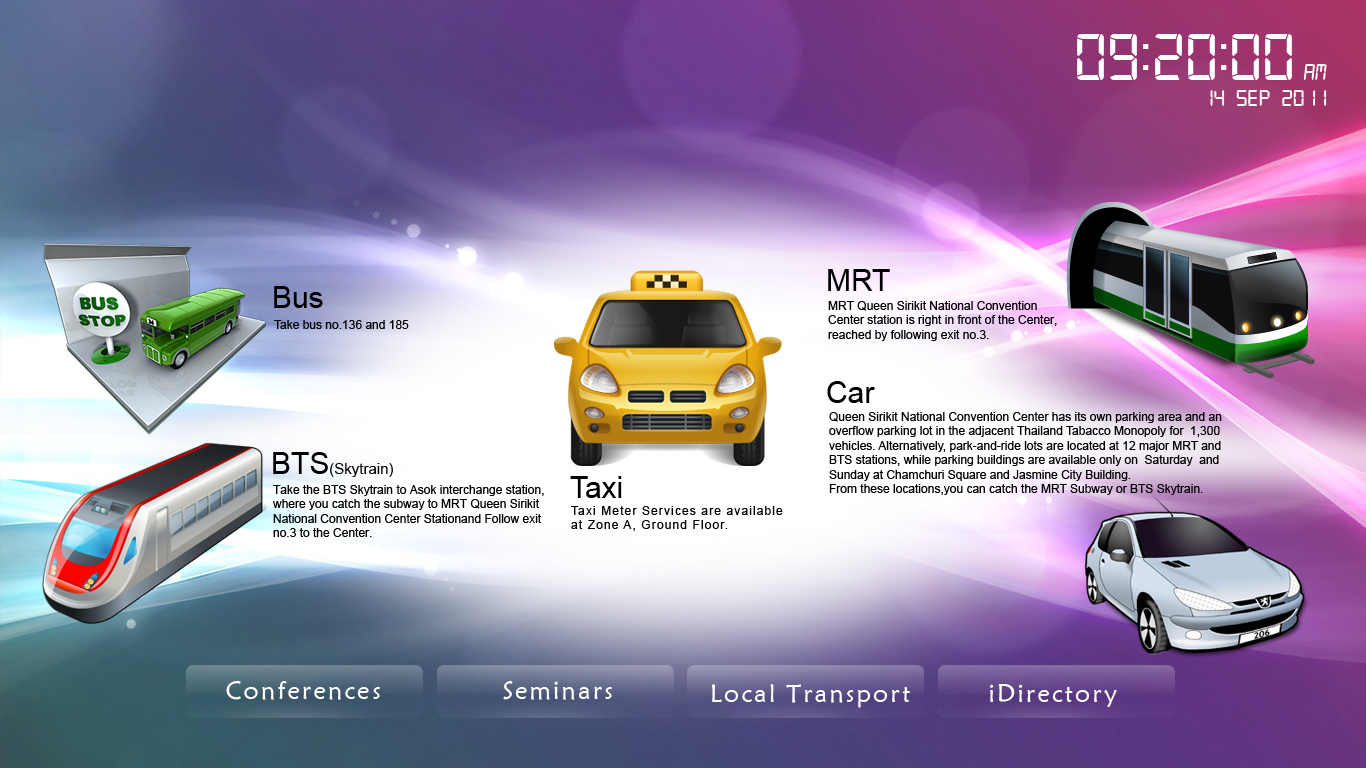 09:20:00 AM
14 SEP 2011
BUS
STOP
Bus
Take bus no.136 and 185
BTS(Skytrain)
Take the BTS Skytrain to Asok interchange station,
where you catch the subway to MRT Queen Sirikit
National Convention Center Stationand Follow exit
no.3 to the Center.
Taxi
Taxi Meter Services are available
at Zone A, Ground Floor.
MRT
MRT Queen Sirikit National Convention
Center station is right in front of the Center,
reached by following exit no.3.
Car
Queen Sirikit National Convention Center has its own parking area and an
overflow parking lot in the adjacent Thailand Tabacco Monopoly for 1,300
vehicles. Alternatively, park-and-ride lots are located at 12 major MRT and
BTS stations, while parking buildings are available only on Saturday and
Sunday at Chamchuri Square and Jasmine City Building.
From these locations,you can catch the MRT Subway or BTS Skytrain.
206
Conferences
Seminars
Local Transport
iDirectory